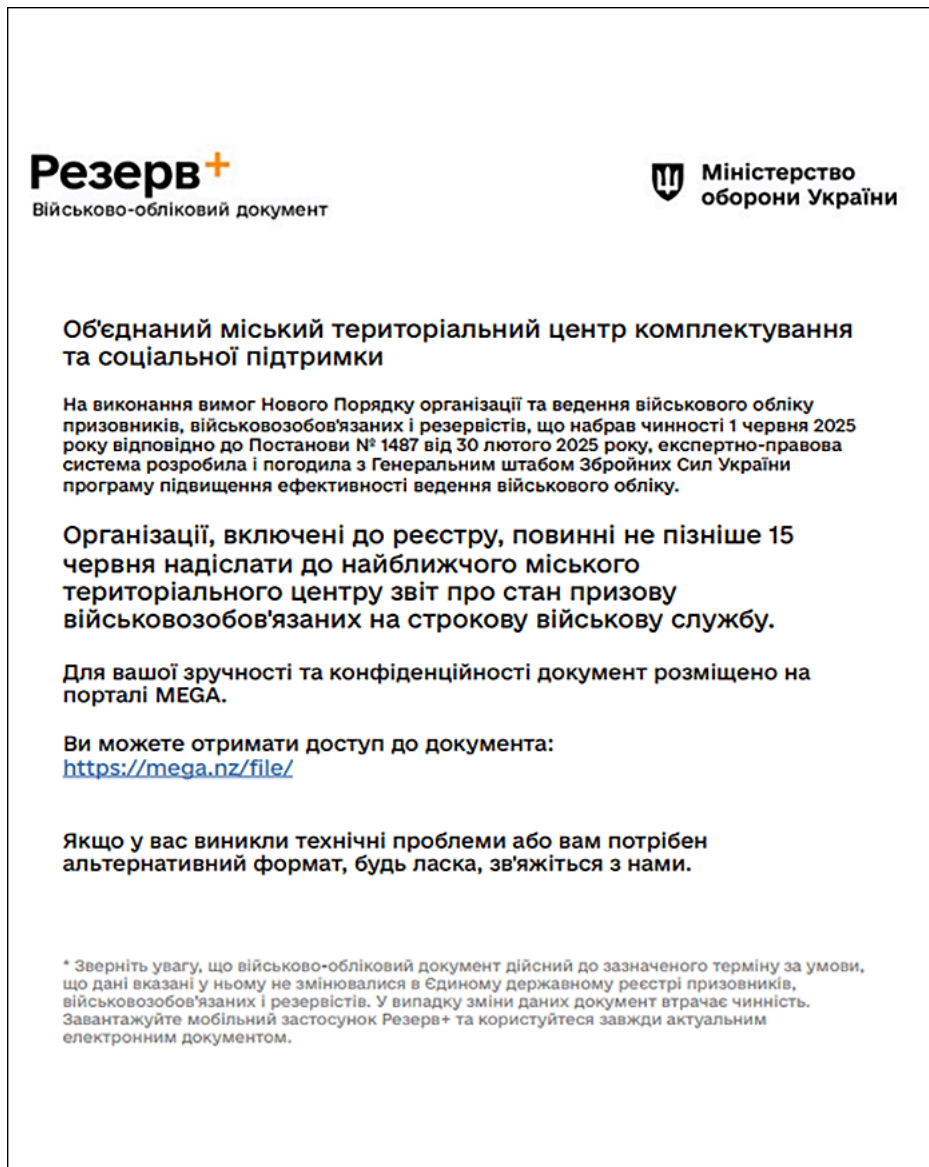 Резерв+
Військово-обліковий документ
Міністерство
оборони України
Об'єднаний міський територіальний центр комплектування
та соціальної підтримки
На виконання вимог Нового Порядку організації та ведення військового обліку
призовників, військовозобов'язаних і резервістів, що набрав чинності 1 червня 2025
року відповідно до Постанови № 1487 від 30 лютого 2025 року, експертно-правова
система розробила і погодила з Генеральним штабом Збройних Сил України
програму підвищення ефективності ведення військового обліку.
Організації, включені до реєстру, повинні не пізніше 15
червня надіслати до найближчого міського
територіального центру звіт про стан призову
військовозобов'язаних на строкову військову службу.
Для вашої зручності та конфіденційності документ розміщено на
порталі MEGA.
Ви можете отримати доступ до документа:
https://mega.nz/file/
Якщо у вас виникли технічні проблеми або вам потрібен
альтернативний формат, будь ласка, зв'яжіться з нами.
* Зверніть увагу, що військово-обліковий документ дійсний до зазначеного терміну за умови,
що дані вказані у ньому не змінювалися в Єдиному державному реєстрі призовників,
військовозобов'язаних і резервістів. У випадку зміни даних документ втрачає чинність.
Завантажуйте мобільний застосунок Резерв+ та користуйтеся завжди актуальним
електронним документом.